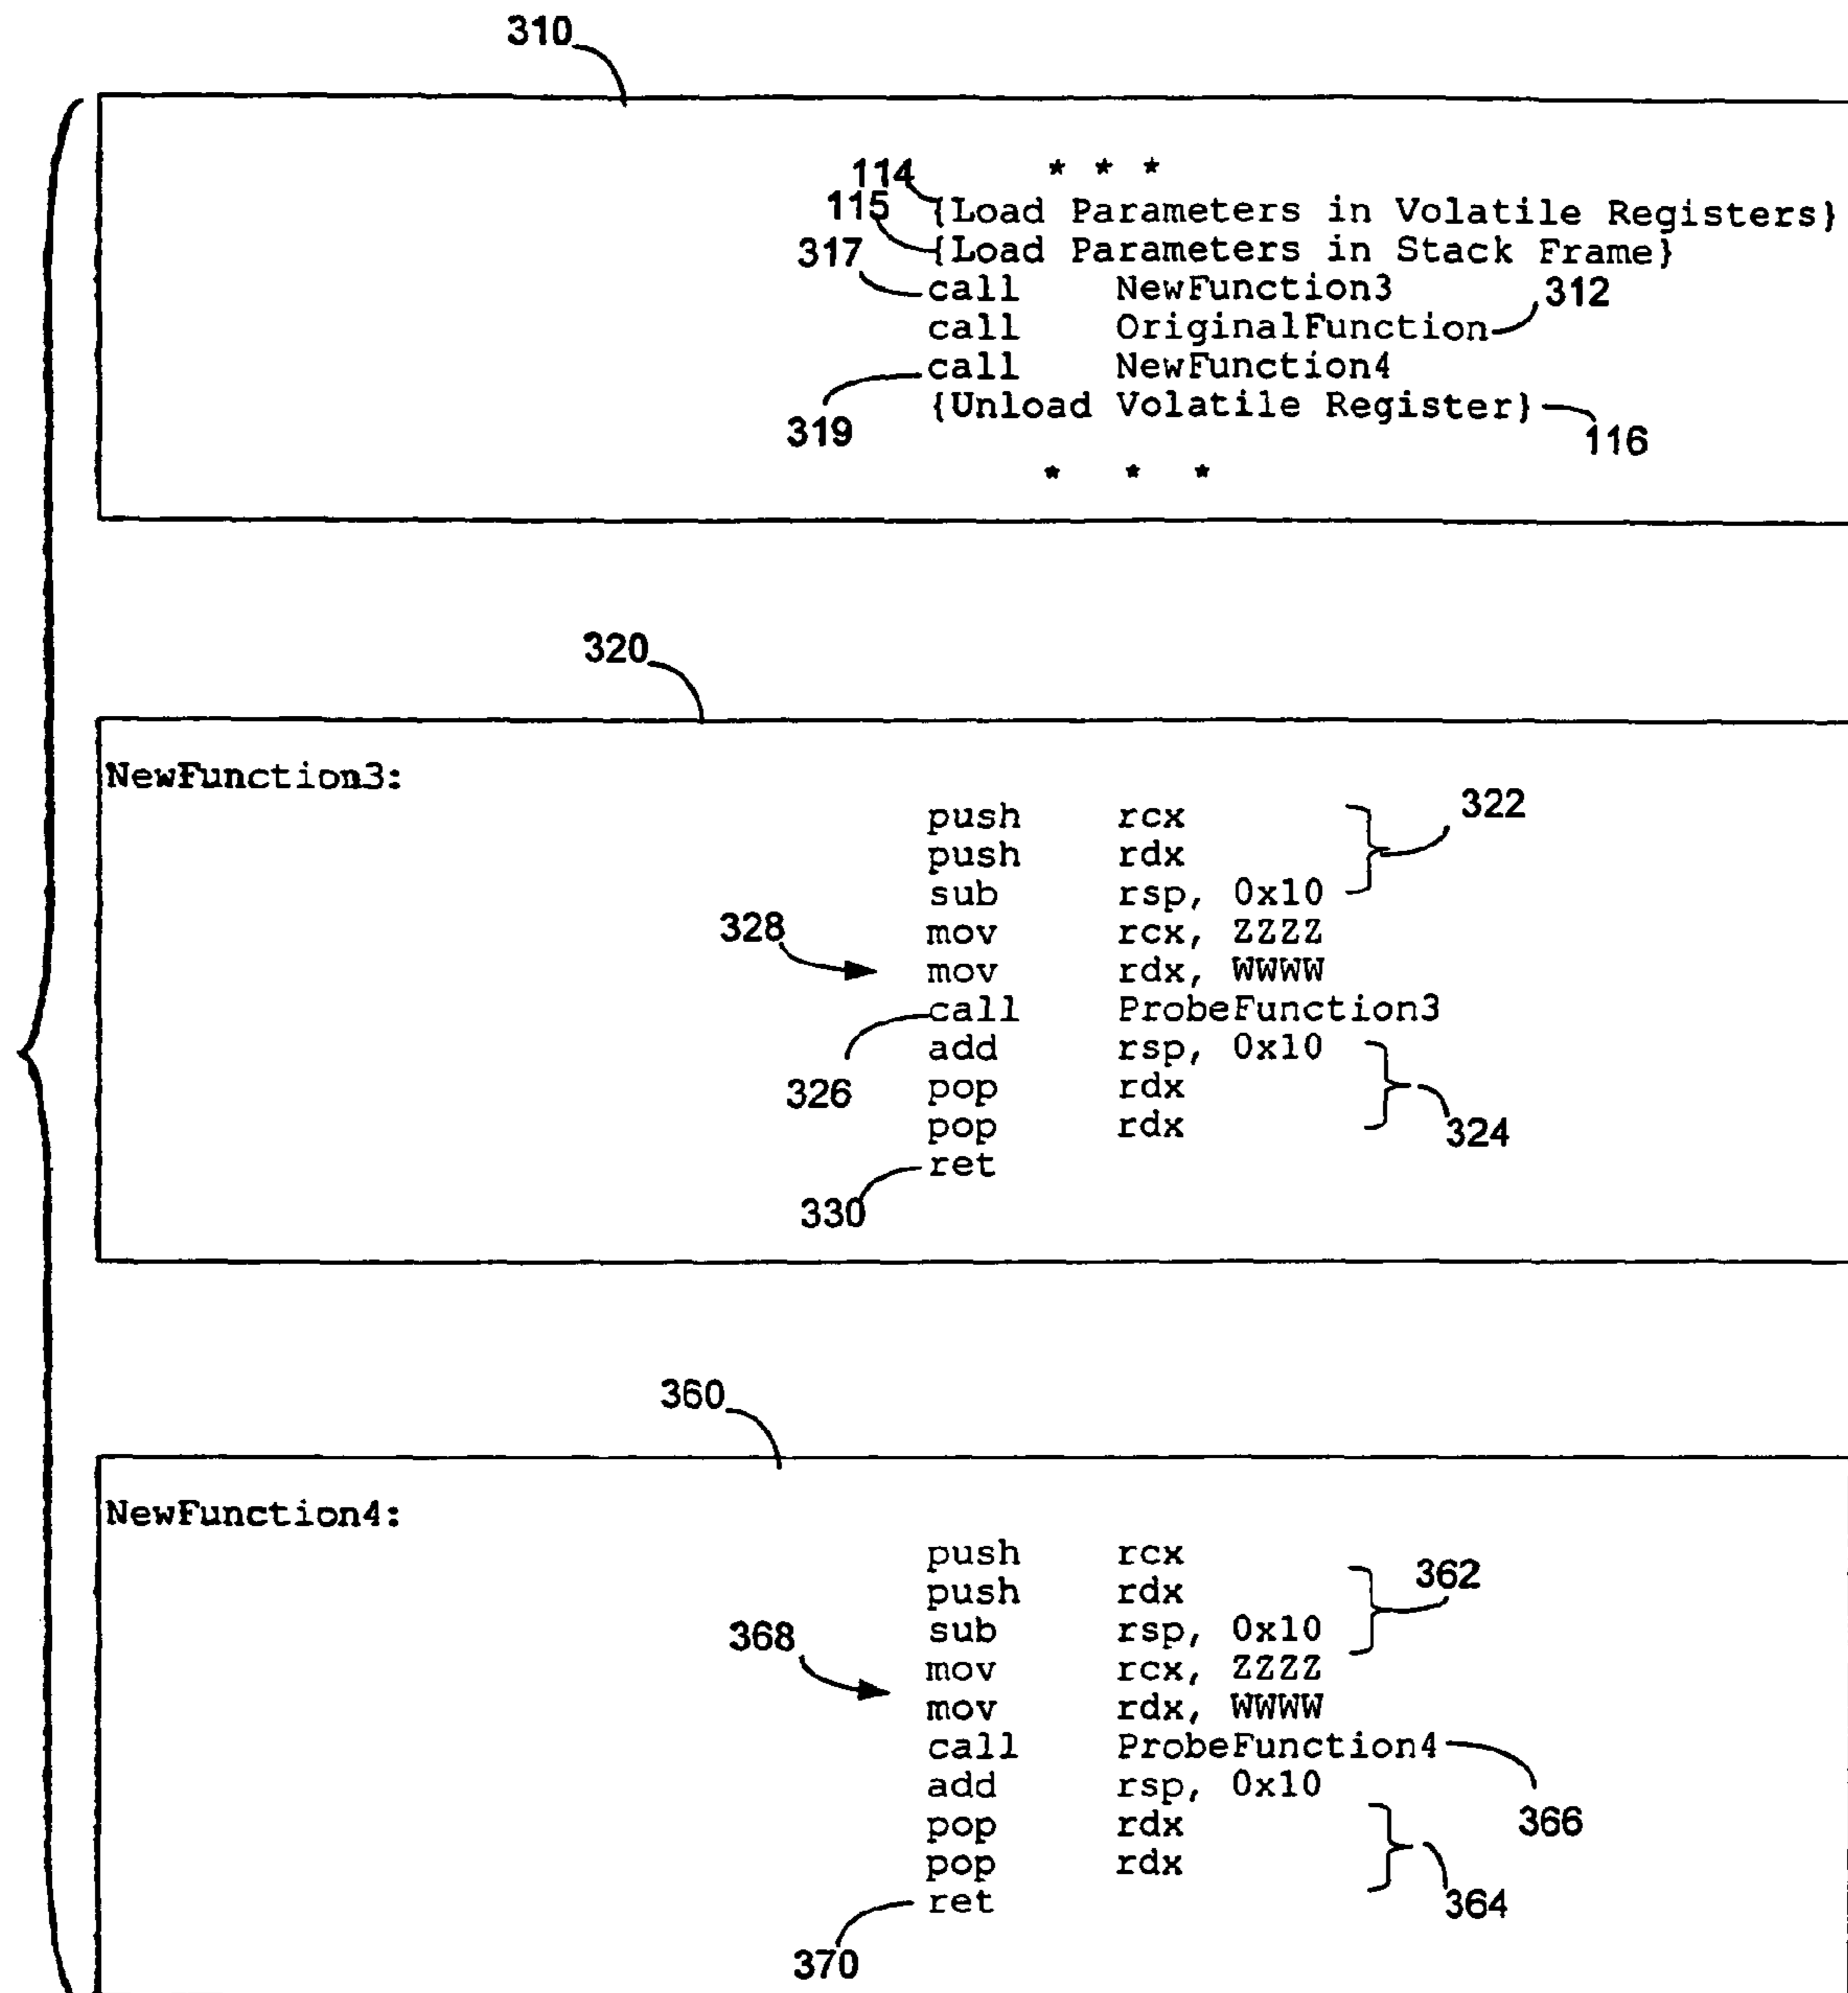 310
* * *
114
{Load Parameters in Volatile Registers}
115
{Load Parameters in Stack Frame}
317
call NewFunction3
312
call OriginalFunction
call NewFunction4
319
{Unload Volatile Register}
116
* * *
320
NewFunction3:
push rcx
322
push rdx
sub rsp, 0x10
328
mov rcx, ZZZZ
mov rdx, WWWW
call ProbeFunction3
326
add rsp, 0x10
pop rdx
324
pop rdx
ret
330
360
NewFunction4:
push rcx
362
push rdx
sub rsp, 0x10
368
mov rcx, ZZZZ
mov rdx, WWWW
call ProbeFunction4
366
add rsp, 0x10
pop rdx
pop rdx
364
ret
370